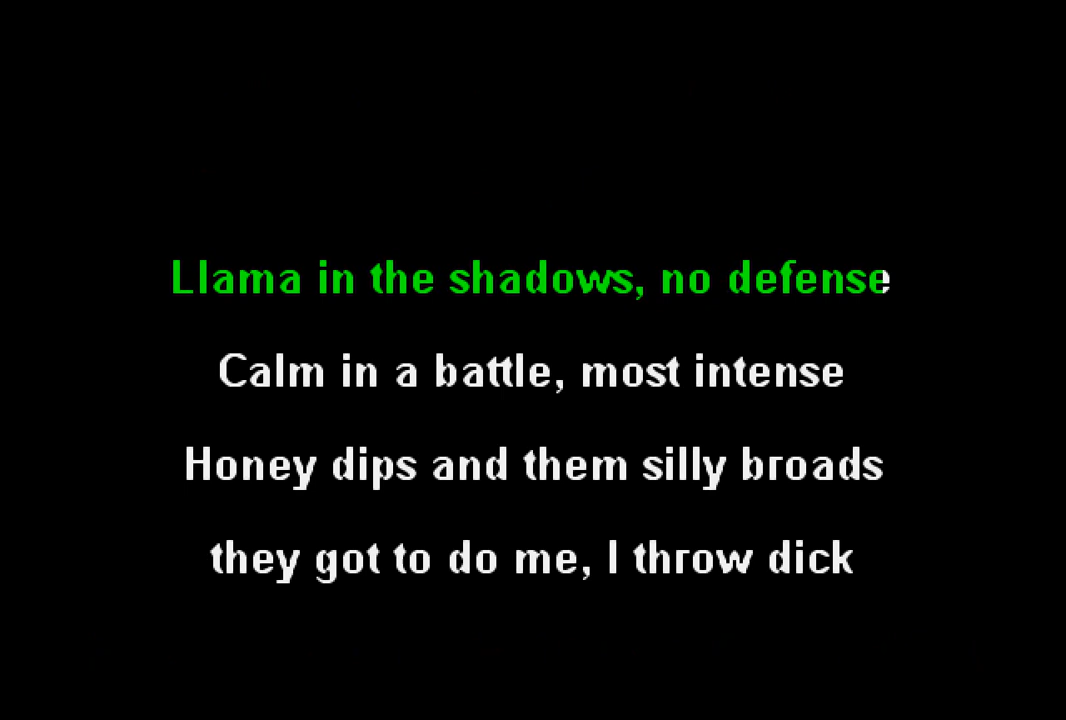 Llama in the shadows, no defense
Calm in a battle, most intense
Honey dips and them silly broads
they got to do me, I throw dick